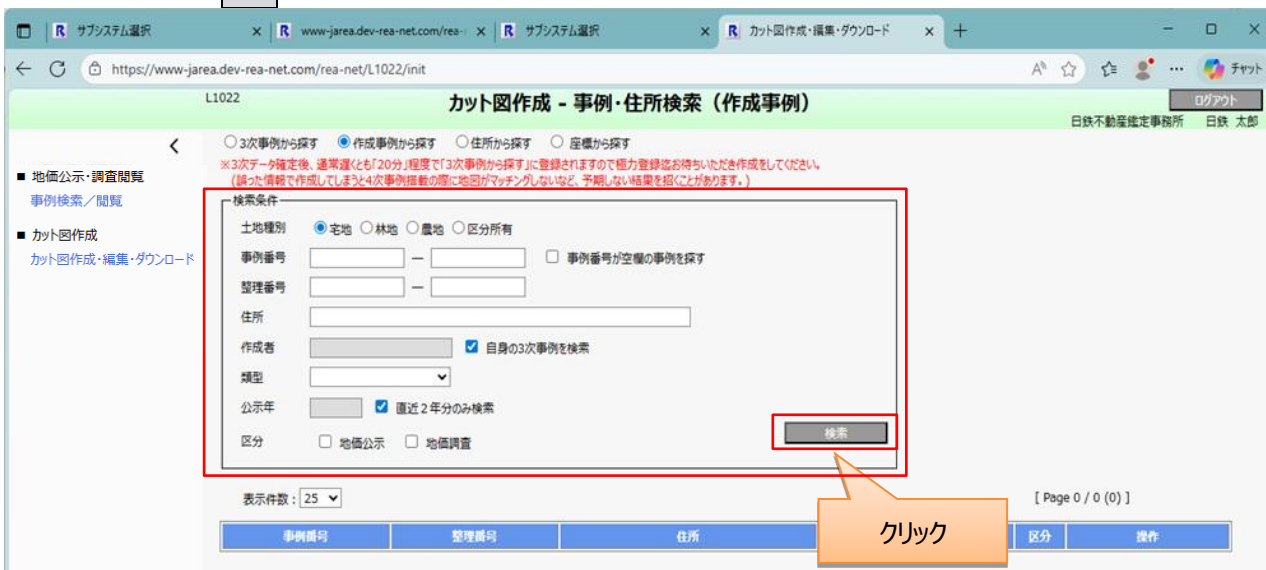 サブシステム選択
www-jarea.dev-rea-net.com/rea-
サブシステム選択
カット図作成・編集・ダウンロード
https://www-jarea.dev-rea-net.com/rea-net/L1022/init
チャット
L1022
カット図作成 - 事例・住所検索（作成事例）
ログアウト
日鉄不動産鑑定事務所 日鉄 太郎
3次事例から探す 作成事例から探す 住所から探す 座標から探す
※3次データ確定後、通常遅くとも「20分」程度で「3次事例から探す」に登録されますので極力登録迄お待ちいただき作成をしてください。
（誤った情報で作成してしまうと4次事例搭載の際に地図がマッチングしないなど、予期しない結果を招くことがあります。）
■ 地価公示・調査閲覧
事例検索／閲覧
■ カット図作成
カット図作成・編集・ダウンロード
検索条件
土地種別 宅地 林地 農地 区分所有
事例番号 ― 事例番号が空欄の事例を探す
整理番号 ―
住所
作成者 自身の3次事例を検索
類型
公示年 直近２年分のみ検索
区分 地価公示 地価調査
検索
表示件数 : 25
[ Page 0 / 0 (0) ]
クリック
事例番号 整理番号 住所 区分 操作